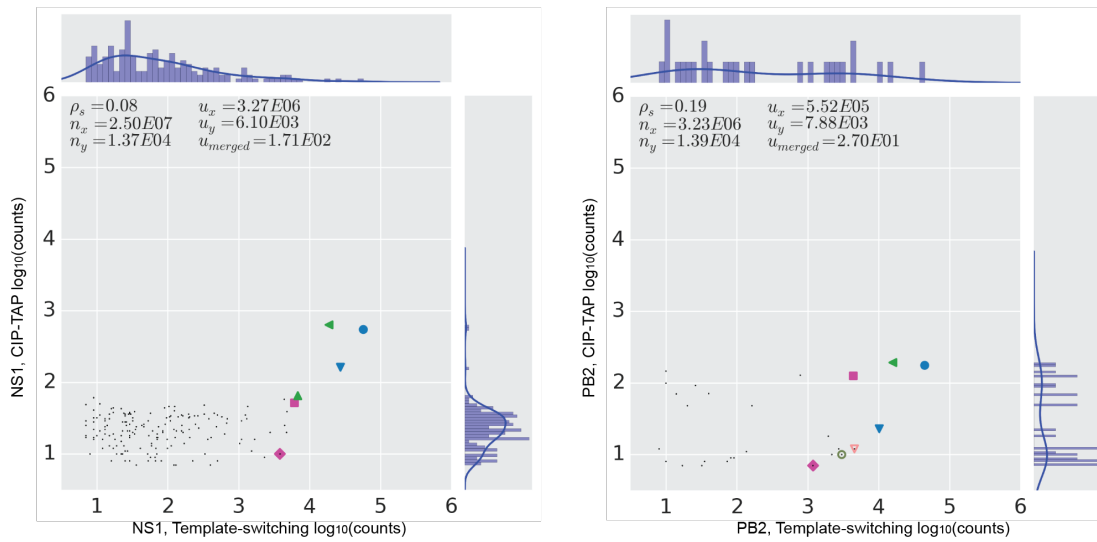 ρs =0.08 ux =3.27E06
nx =2.50E07 uy =6.10E03
ny =1.37E04 umerged =1.71E02
6
5
4
3
2
1
1 2 3 4 5 6
NS1, CIP-TAP log10(counts)
NS1, Template-switching log10(counts)
ρs =0.19 ux =5.52E05
nx =3.23E06 uy =7.88E03
ny =1.39E04 umerged =2.70E01
6
5
4
3
2
1
1 2 3 4 5 6
PB2, CIP-TAP log10(counts)
PB2, Template-switching log10(counts)